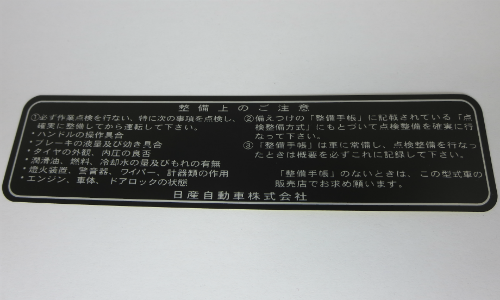 整備上のご注意
①必ず作業点検を行ない、特に次の事項を点検し、
確実に整備してから運転して下さい。
・ハンドルの操作具合
・ブレーキの液量及び効き具合
・タイヤの外観、内圧の良否
・潤滑油、燃料、冷却水の量及びもれの有無
・燈火装置、警音器、ワイパー、計器類の作用
・エンジン、車体、ドアロックの状態
②備えつけの「整備手帳」に記載されている「点
検整備方式」にもとづいて点検整備を確実に行
なって下さい。
③「整備手帳」は車に常備し、点検整備を行なっ
たときは概要を必ずこれに記録して下さい。
「整備手帳」のないときは、この型式車の
販売店でお求め願います。
日産自動車株式会社